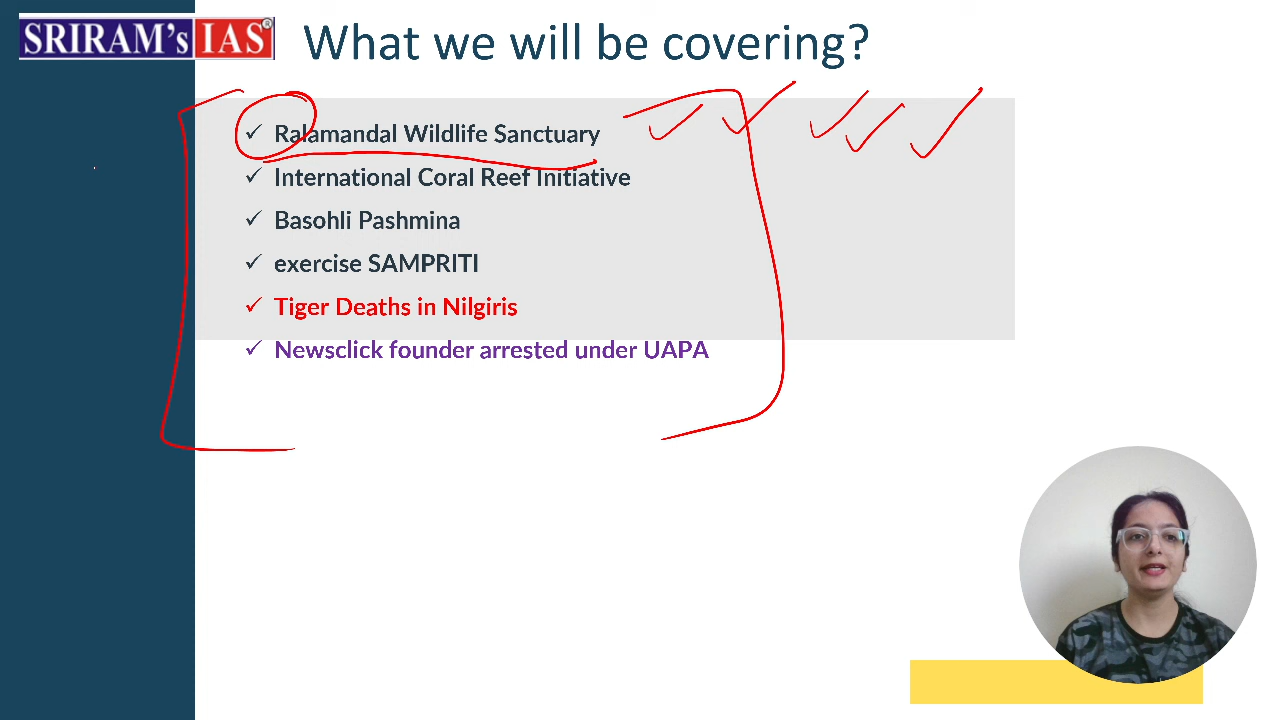 SRIRAM's IAS®
What we will be covering?
✓ Ralamandal Wildlife Sanctuary
✓ International Coral Reef Initiative
✓ Basohli Pashmina
✓ exercise SAMPRITI
✓ Tiger Deaths in Nilgiris
✓ Newsclick founder arrested under UAPA